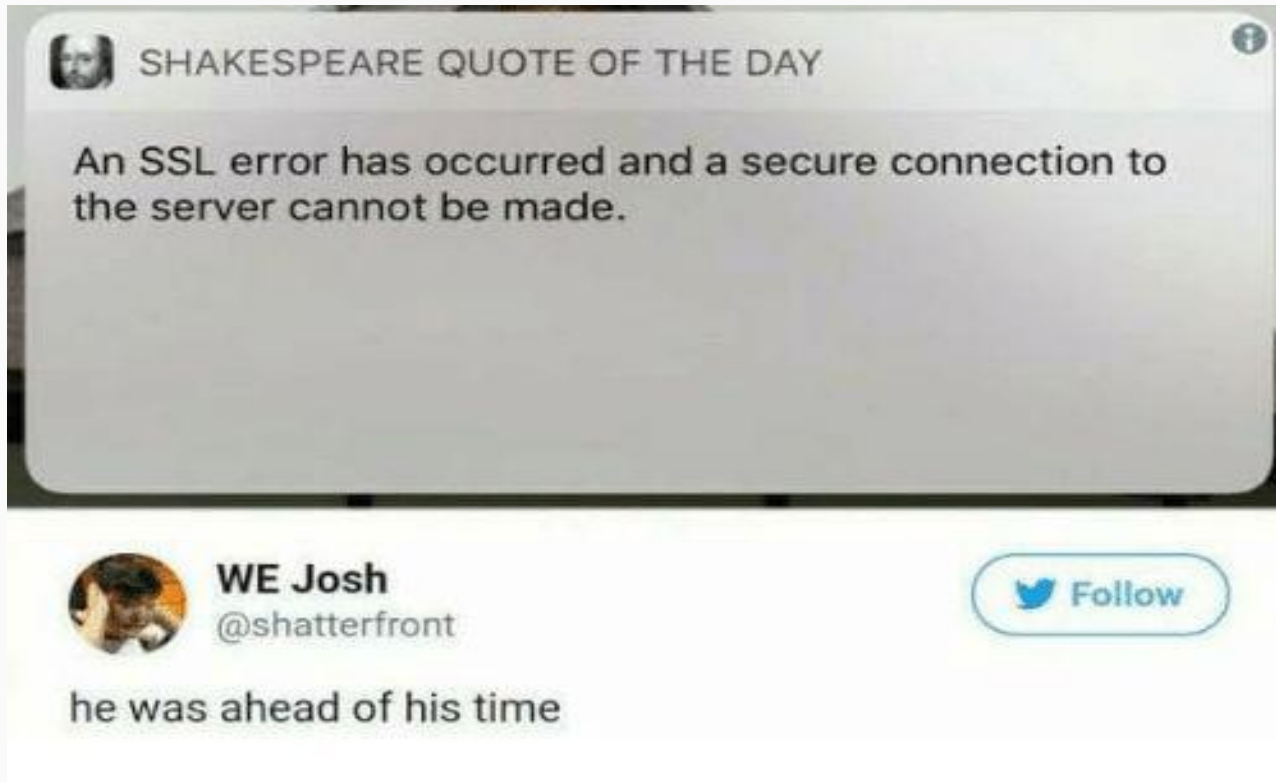 SHAKESPEARE QUOTE OF THE DAY
An SSL error has occurred and a secure connection to
the server cannot be made.
WE Josh
@shatterfront
Follow
he was ahead of his time